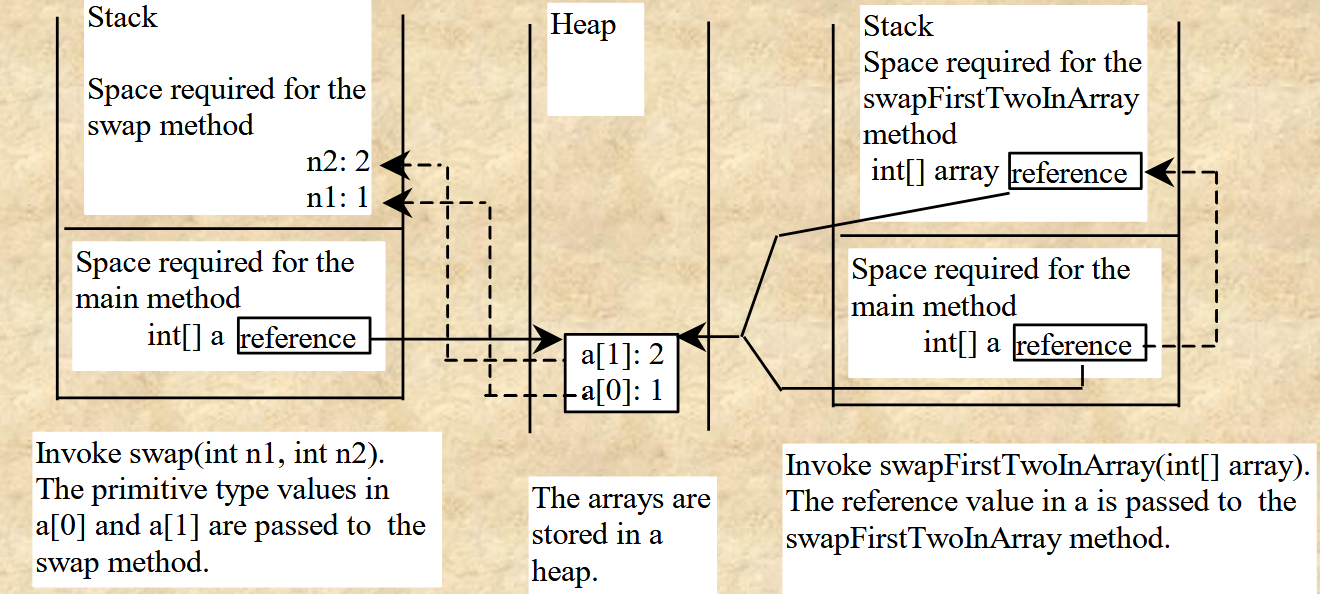 Stack
Space required for the
swap method
n2: 2
n1: 1
Space required for the
main method
int[] a reference
Invoke swap(int n1, int n2).
The primitive type values in
a[0] and a[1] are passed to the
swap method.
Heap
a[1]: 2
a[0]: 1
The arrays are
stored in a
heap.
Stack
Space required for the
swapFirstTwoInArray
method
int[] array reference
Space required for the
main method
int[] a reference
Invoke swapFirstTwoInArray(int[] array).
The reference value in a is passed to the
swapFirstTwoInArray method.